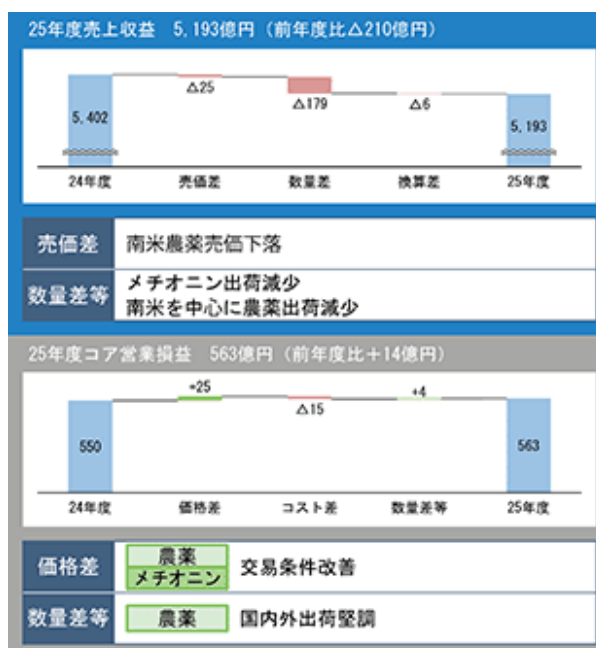 25年度売上収益 5,193億円（前年度比△210億円）
5,402
△25
△179
△6
5,193
24年度 売価差 数量差 換算差 25年度
売価差 南米農薬売価下落
数量差等 メチオニン出荷減少
南米を中心に農薬出荷減少
25年度コア営業損益 563億円（前年度比＋14億円）
550
+25
△15
+4
563
24年度 価格差 コスト差 数量差等 25年度
価格差 農薬 メチオニン 交易条件改善
数量差等 農薬 国内外出荷堅調